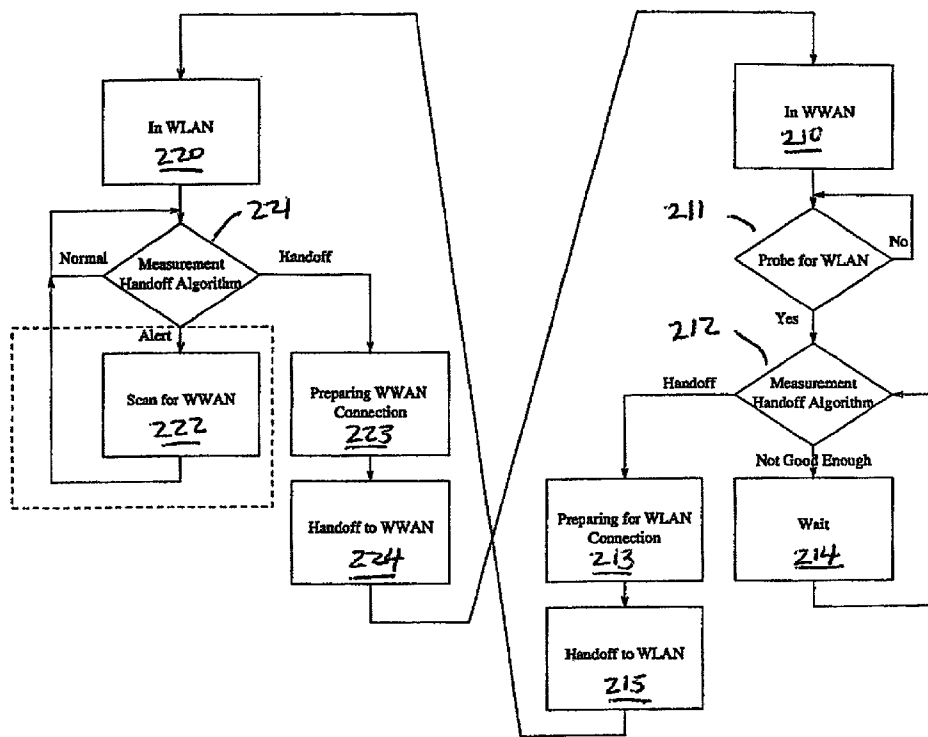 In WLAN
220
221
Normal
Measurement
Handoff Algorithm
Handoff
Alert
Scan for WWAN
222
Preparing WWAN
Connection
223
Handoff to WWAN
224
In WWAN
210
211
Probe for WLAN
No
Yes
212
Measurement
Handoff Algorithm
Handoff
Not Good Enough
Preparing for WLAN
Connection
213
Wait
214
Handoff to WLAN
215